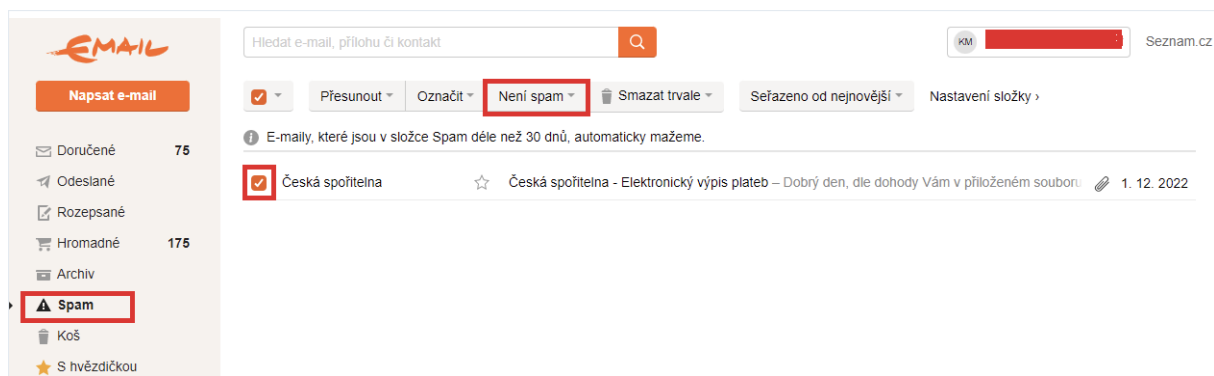 EMAIL
Hledat e-mail, přílohu či kontakt
KM
Seznam.cz
Napsat e-mail
Přesunout Označit Není spam Smazat trvale Seřazeno od nejnovější Nastavení složky ›
E-maily, které jsou v složce Spam déle než 30 dnů, automaticky mažeme.
Doručené 75
Odeslané
Česká spořitelna Česká spořitelna - Elektronický výpis plateb – Dobrý den, dle dohody Vám v přiloženém souboru 1. 12. 2022
Rozepsané
Hromadné 175
Archiv
Spam
Koš
S hvězdičkou